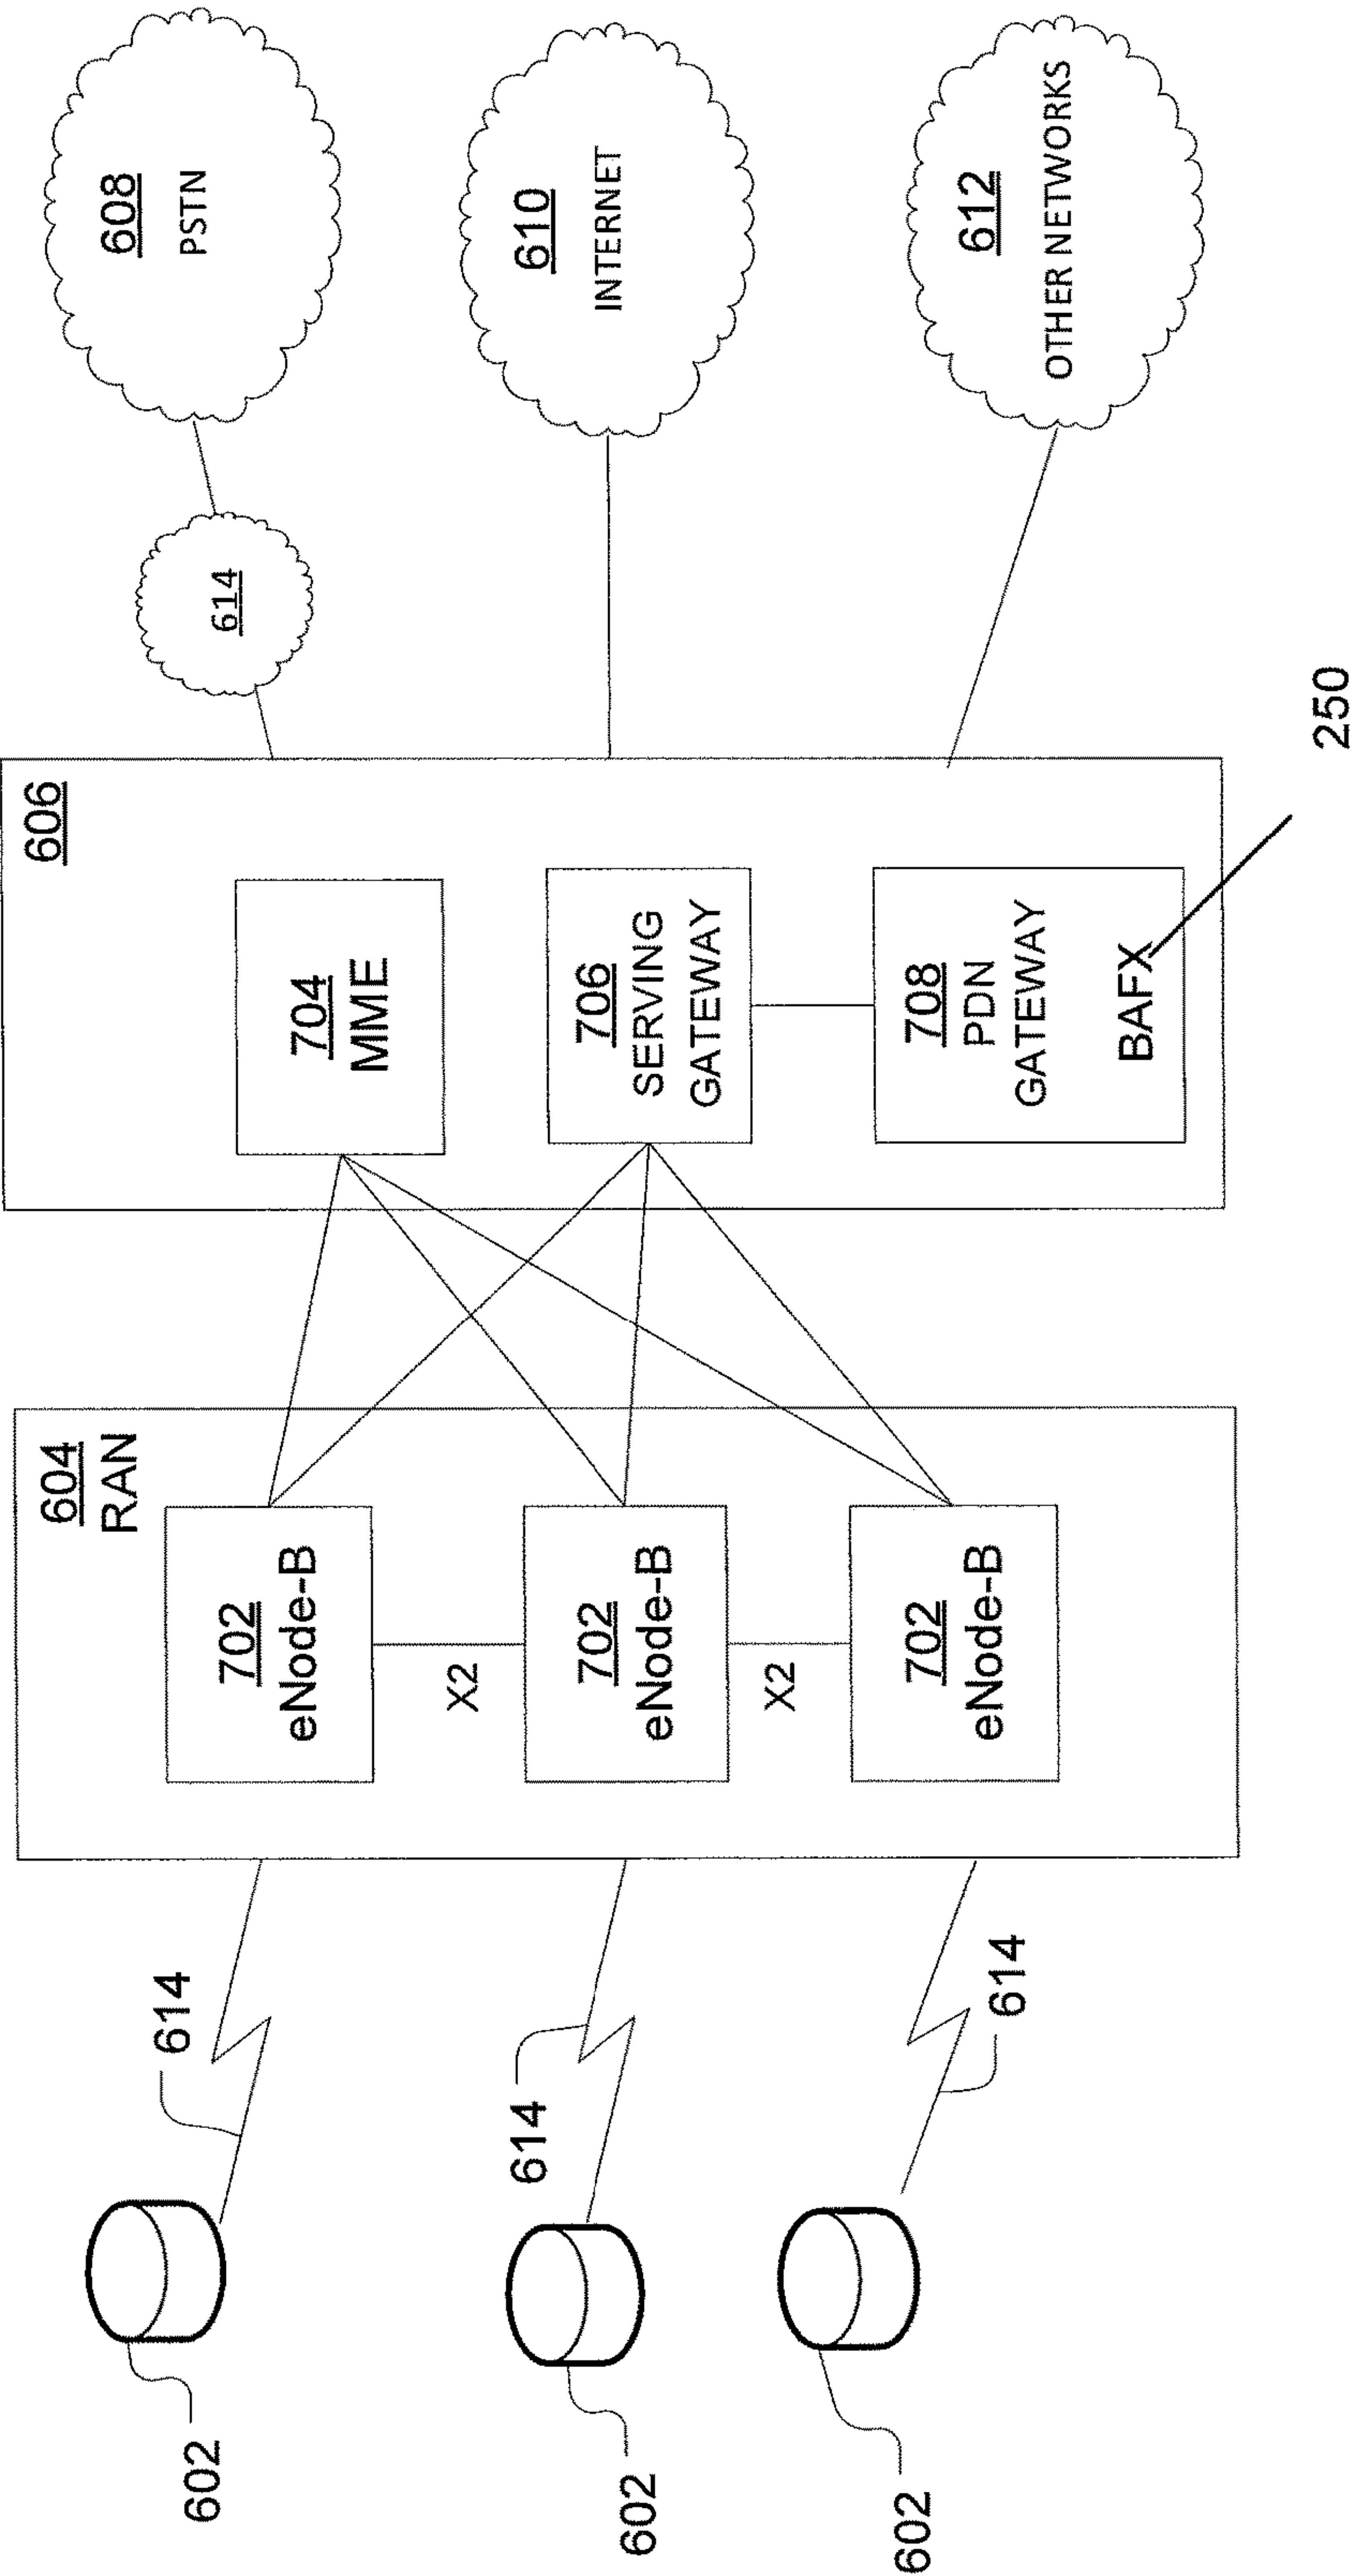 602
602
602
614
614
614
604
RAN
702
eNode-B
X2
702
eNode-B
X2
702
eNode-B
606
704
MME
706
SERVING
GATEWAY
708
PDN
GATEWAY
BAFX
250
614
608
PSTN
610
INTERNET
612
OTHER NETWORKS